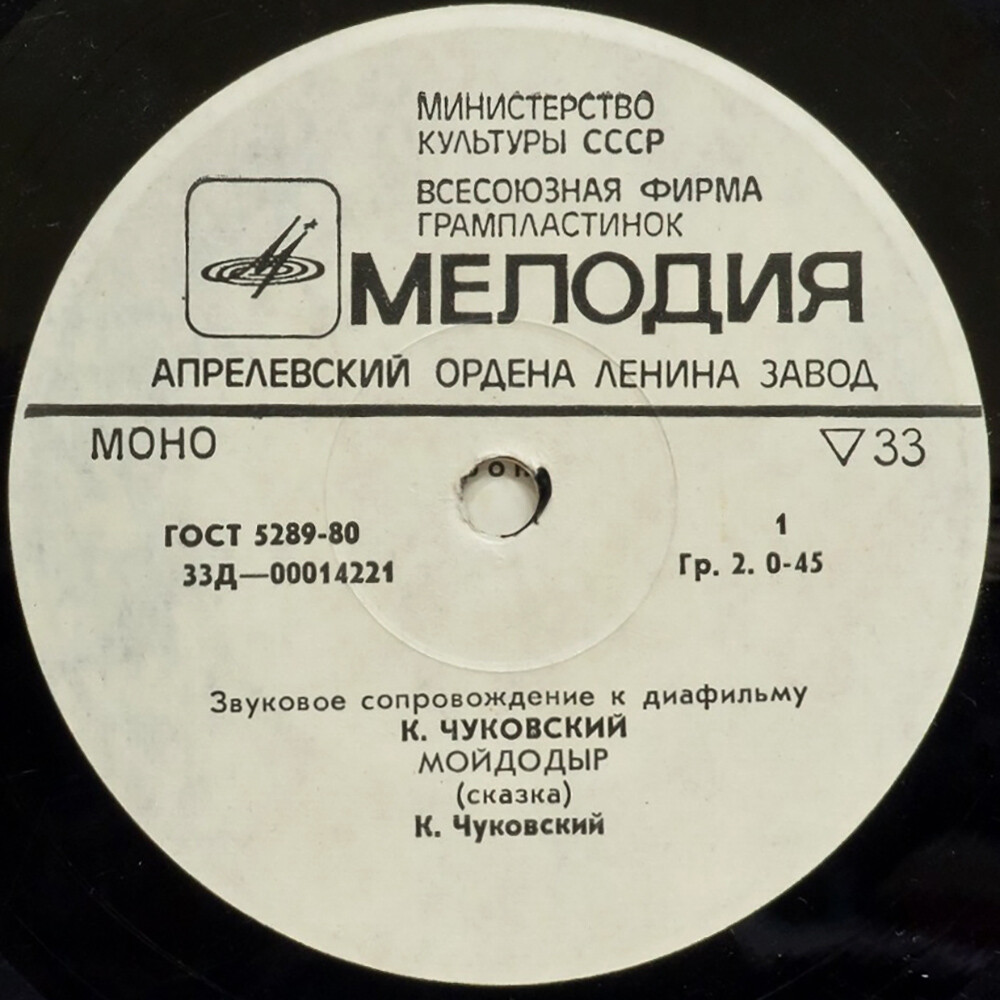 МИНИСТЕРСТВО
КУЛЬТУРЫ СССР
ВСЕСОЮЗНАЯ ФИРМА
ГРАМПЛАСТИНОК
МЕЛОДИЯ
АПРЕЛЕВСКИЙ ОРДЕНА ЛЕНИНА ЗАВОД
МОНО ▽33
ГОСТ 5289-80 1
33Д—00014221 Гр. 2. 0-45
Звуковое сопровождение к диафильму
К. ЧУКОВСКИЙ
МОЙДОДЫР
(сказка)
К. Чуковский